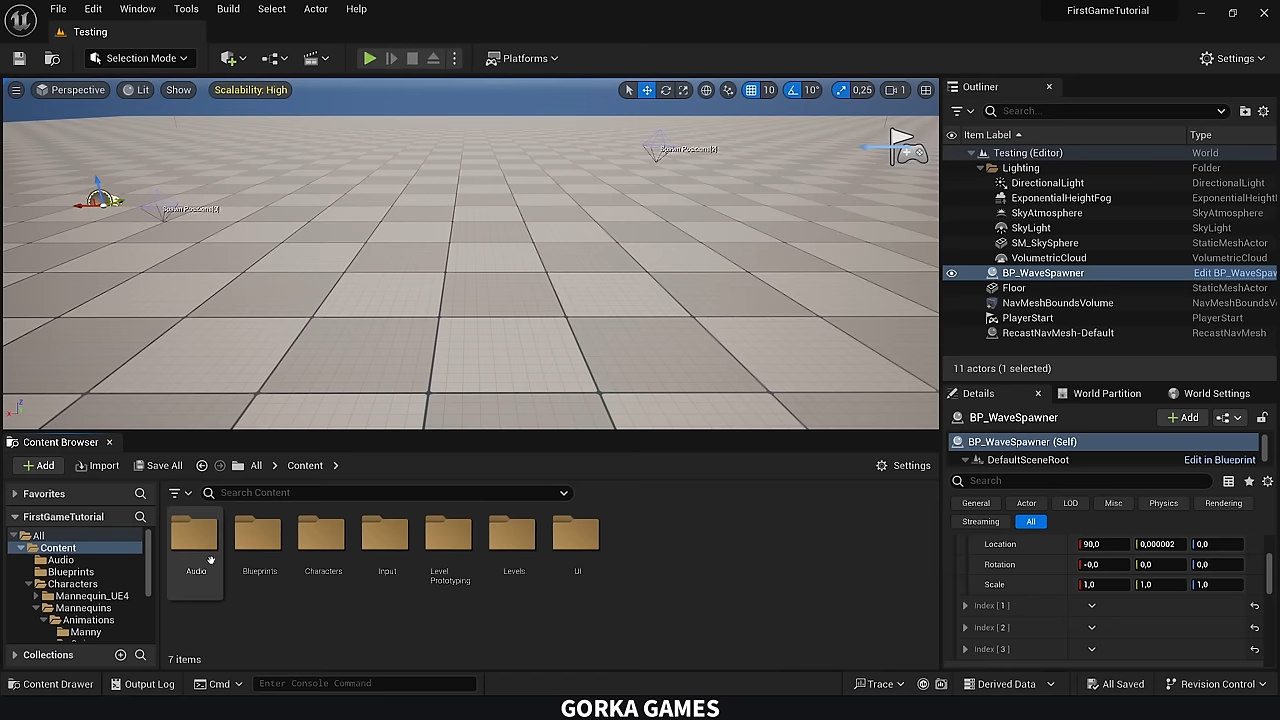 File Edit Window Tools Build Select Actor Help
FirstGameTutorial
Testing
Selection Mode
Platforms
Settings
Perspective Lit Show Scalability: High
10 10° 0,25 1
Outliner
Search...
Item Label Type
Testing (Editor) World
Lighting Folder
DirectionalLight DirectionalLight
ExponentialHeightFog ExponentialHeight
SkyAtmosphere SkyAtmosphere
SkyLight SkyLight
SM_SkySphere StaticMeshActor
VolumetricCloud VolumetricCloud
BP_WaveSpawner Edit BP_WaveSpav
Floor StaticMeshActor
NavMeshBoundsVolume NavMeshBoundsV
PlayerStart PlayerStart
RecastNavMesh-Default RecastNavMesh
11 actors (1 selected)
Details World Partition World Settings
BP_WaveSpawner
Add
BP_WaveSpawner (Self)
DefaultSceneRoot Edit in Blueprint
Search
General Actor LOD Misc Physics Rendering
Streaming All
Location 90,0 0,000002 0,0
Rotation -0,0 0,0 0,0
Scale 1,0 1,0 1,0
Index [ 1 ]
Index [ 2 ]
Index [ 3 ]
Content Browser
Add Import Save All All Content Settings
Favorites
Search Content
FirstGameTutorial
All
Content
Audio
Blueprints
Characters
Mannequin_UE4
Mannequins
Animations
Manny
Collections
Audio Blueprints Characters Input Level Prototyping Levels UI
7 items
Content Drawer Output Log Cmd Enter Console Command Trace Derived Data All Saved Revision Control
GORKA GAMES